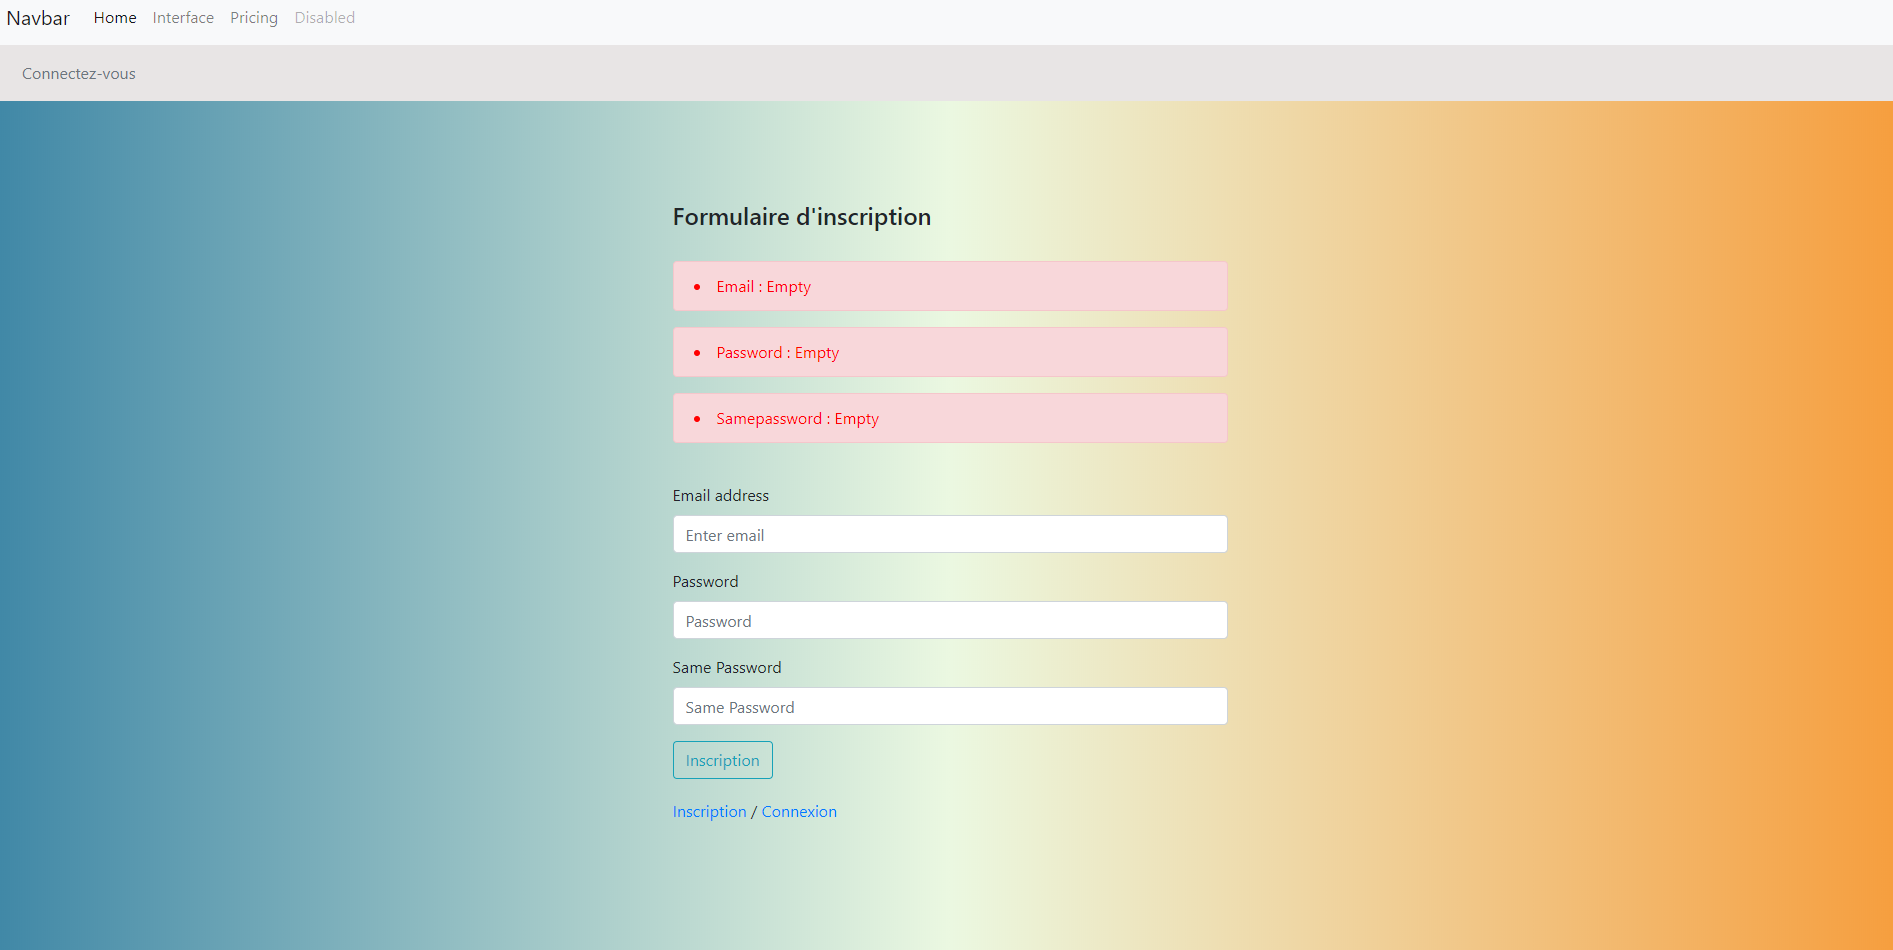 Navbar Home Interface Pricing Disabled
Connectez-vous
Formulaire d'inscription
Email : Empty
Password : Empty
Samepassword : Empty
Email address
Enter email
Password
Password
Same Password
Same Password
Inscription
Inscription / Connexion